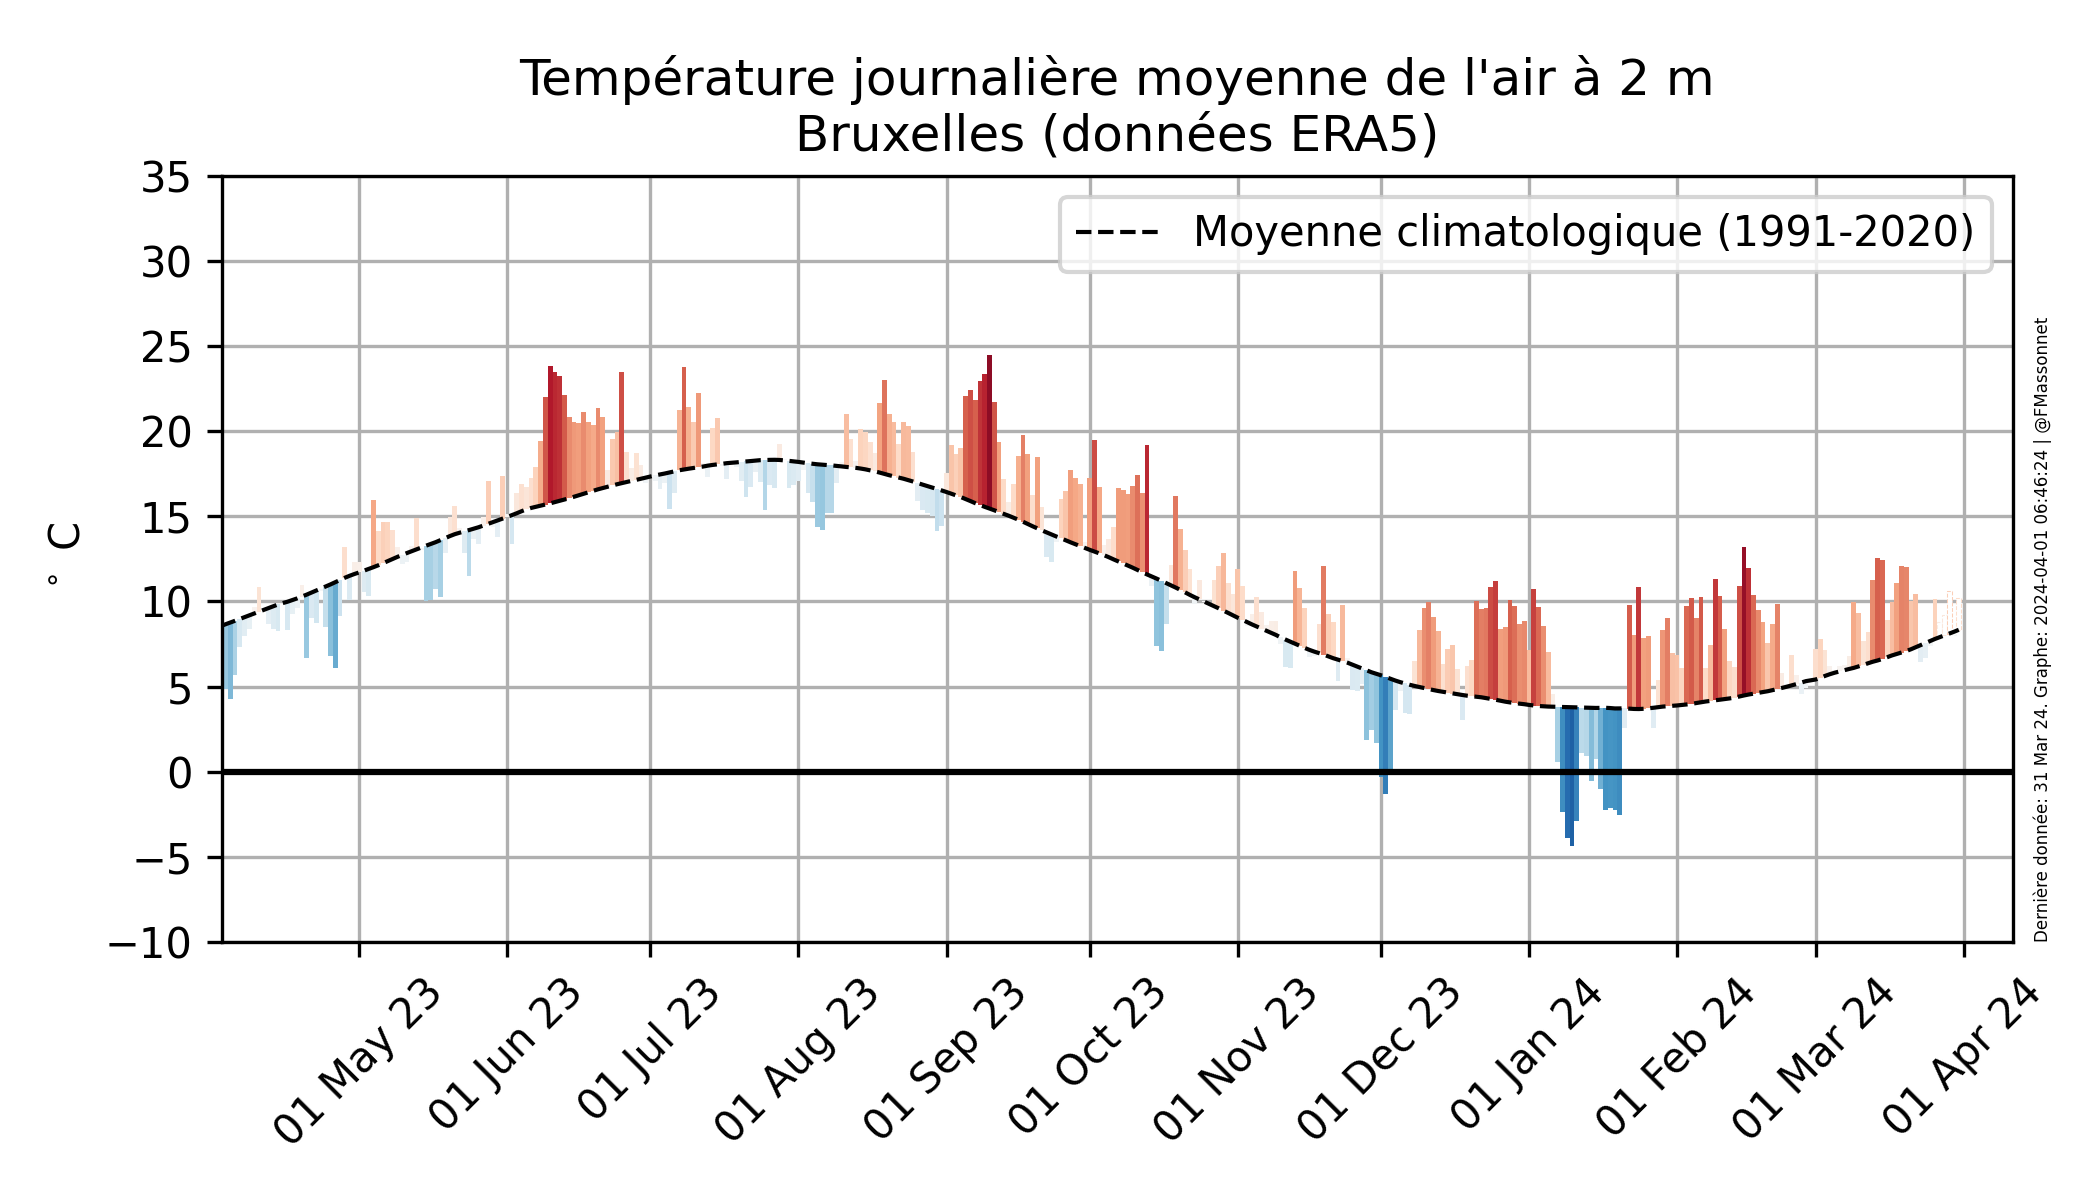 Température journalière moyenne de l'air à 2 m
Bruxelles (données ERA5)
Moyenne climatologique (1991-2020)
35
30
25
20
15
10
5
0
−5
−10
° C
01 May 23
01 Jun 23
01 Jul 23
01 Aug 23
01 Sep 23
01 Oct 23
01 Nov 23
01 Dec 23
01 Jan 24
01 Feb 24
01 Mar 24
01 Apr 24
Dernière donnée: 31 Mar 24. Graphe: 2024-04-01 06:46:24 | @FMassonnet